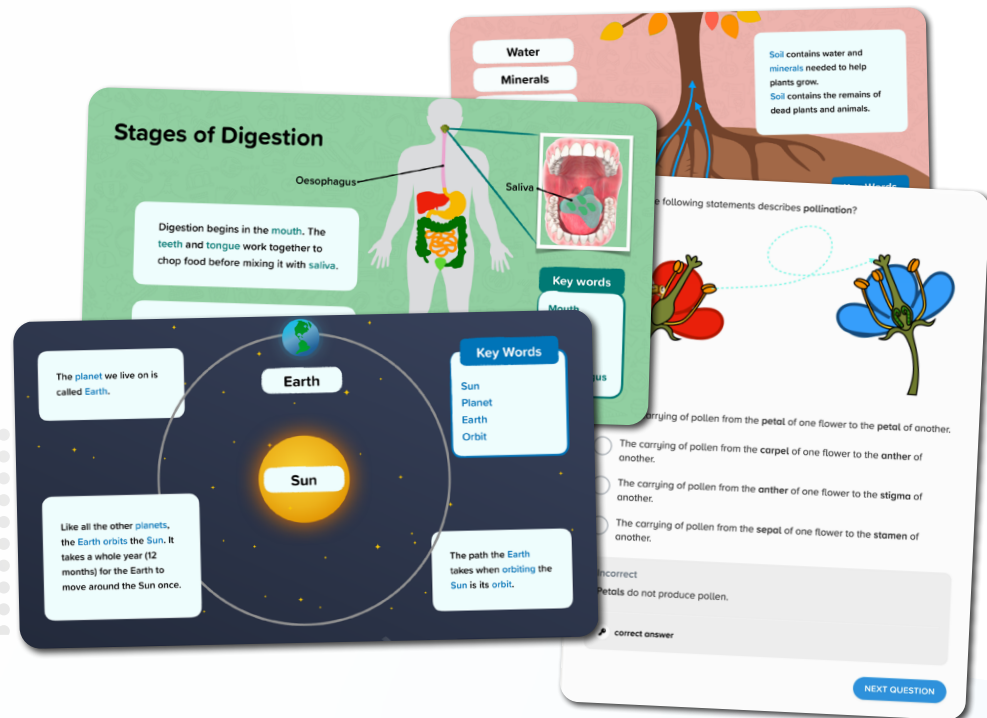 Water
Minerals
Soil contains water and
minerals needed to help
plants grow.
Soil contains the remains of
dead plants and animals.
Stages of Digestion
Oesophagus
Saliva
Digestion begins in the mouth. The
teeth and tongue work together to
chop food before mixing it with saliva.
Key words
Mouth
following statements describes pollination?
carrying of pollen from the petal of one flower to the petal of another.
The carrying of pollen from the carpel of one flower to the anther of
another.
The carrying of pollen from the anther of one flower to the stigma of
another.
The carrying of pollen from the sepal of one flower to the stamen of
another.
Incorrect
Petals do not produce pollen.
correct answer
NEXT QUESTION
The planet we live on is
called Earth.
Earth
Key Words
Sun
Planet
Earth
Orbit
Sun
Like all the other planets,
the Earth orbits the Sun. It
takes a whole year (12
months) for the Earth to
move around the Sun once.
The path the Earth
takes when orbiting the
Sun is its orbit.